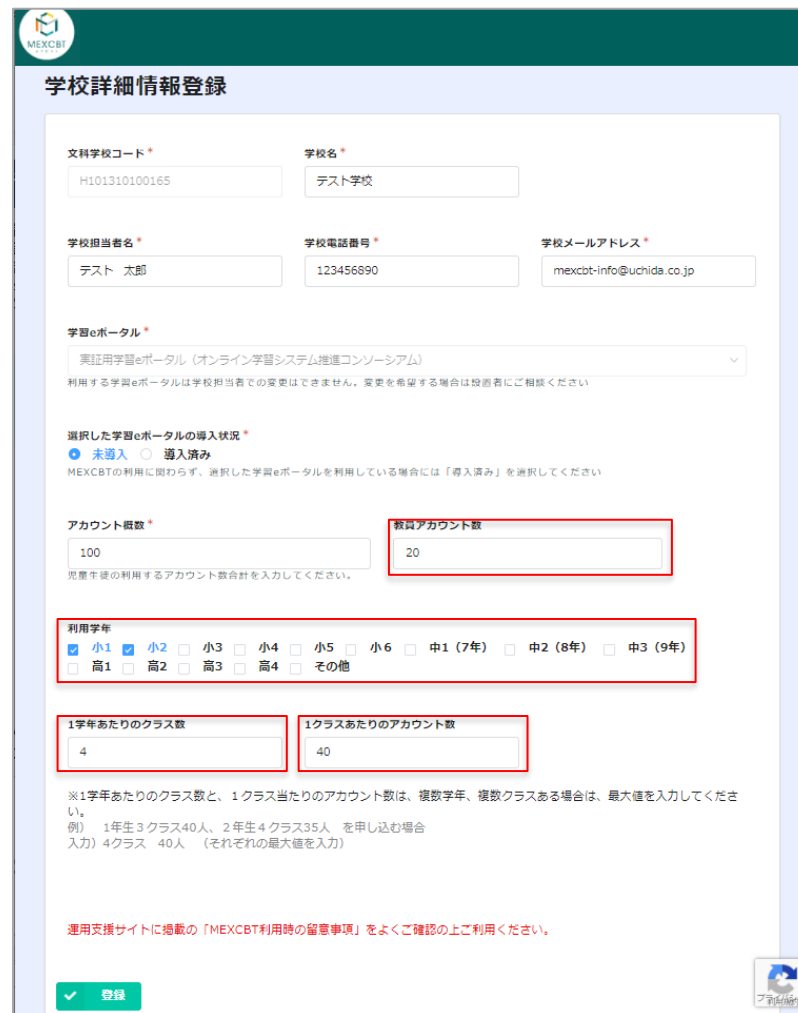 MEXCBT
学校詳細情報登録
文科学校コード *
学校名 *
H101310100165
テスト学校
学校担当者名 *
学校電話番号 *
学校メールアドレス *
テスト 太郎
123456890
mexcbt-info@uchida.co.jp
学習eポータル *
実証用学習eポータル（オンライン学習システム推進コンソーシアム）
利用する学習eポータルは学校担当者での変更はできません。変更を希望する場合は設置者にご相談ください
選択した学習eポータルの導入状況 *
未導入 導入済み
MEXCBTの利用に関わらず、選択した学習eポータルを利用している場合には「導入済み」を選択してください
アカウント概数 *
教員アカウント数
100
20
児童生徒の利用するアカウント数合計を入力してください。
利用学年
小1 小2 小3 小4 小5 小６ 中1（7年） 中2（8年） 中3（9年）
高1 高2 高3 高4 その他
1学年あたりのクラス数
1クラスあたりのアカウント数
4
40
※1学年あたりのクラス数と、１クラス当たりのアカウント数は、複数学年、複数クラスある場合は、最大値を入力してくださ
い。
例） 1年生３クラス40人、２年生４クラス35人 を申し込む場合
入力）4クラス 40人 （それぞれの最大値を入力）
運用支援サイトに掲載の「MEXCBT利用時の留意事項」をよくご確認の上ご利用ください。
登録